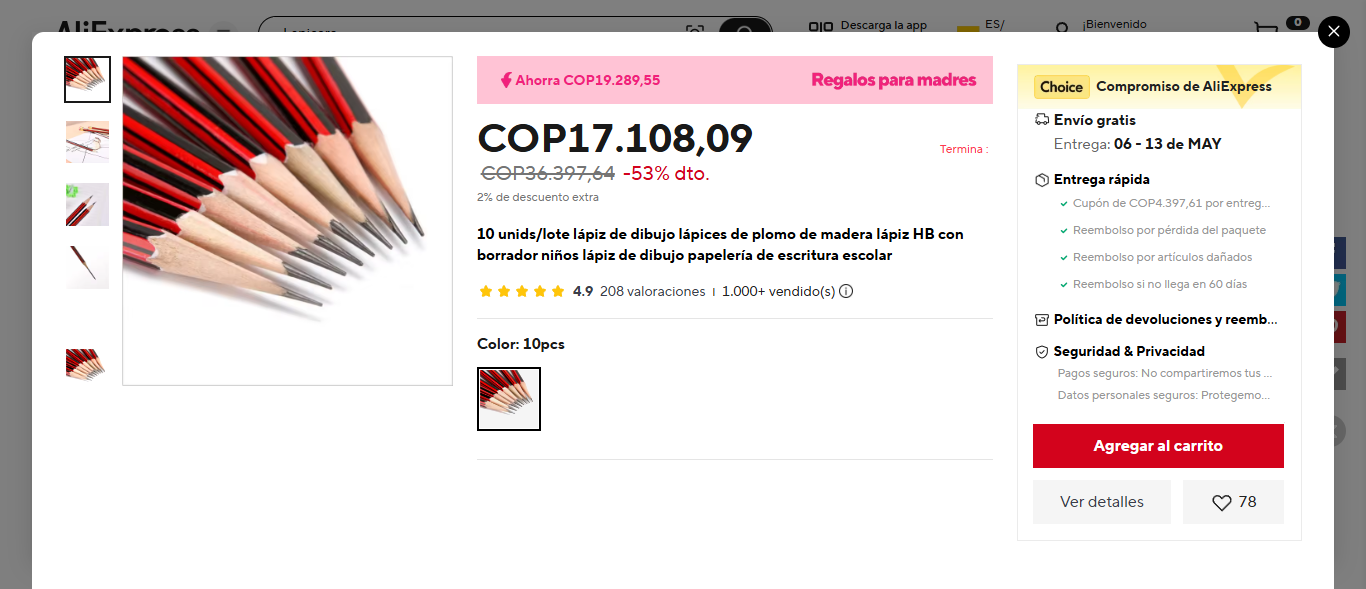 AliExpress
Descarga la app
ES/
¡Bienvenido
0
Ahorra COP19.289,55
Regalos para madres
COP17.108,09
Termina :
COP36.397,64 -53% dto.
2% de descuento extra
10 unids/lote lápiz de dibujo lápices de plomo de madera lápiz HB con
borrador niños lápiz de dibujo papelería de escritura escolar
4.9 208 valoraciones 1.000+ vendido(s)
Color: 10pcs
Choice Compromiso de AliExpress
Envío gratis
Entrega: 06 - 13 de MAY
Entrega rápida
Cupón de COP4.397,61 por entreg...
Reembolso por pérdida del paquete
Reembolso por artículos dañados
Reembolso si no llega en 60 días
Política de devoluciones y reemb...
Seguridad & Privacidad
Pagos seguros: No compartiremos tus ...
Datos personales seguros: Protegemo...
Agregar al carrito
Ver detalles
78